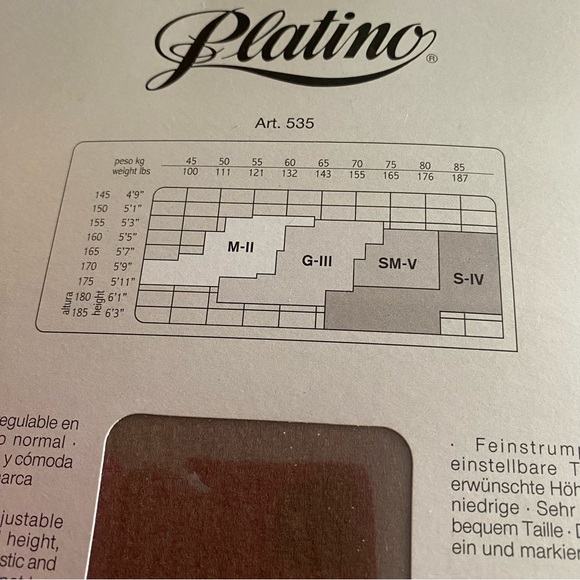 Platino®
Art. 535
peso kg 45 50 55 60 65 70 75 80 85
weight lbs 100 111 121 132 143 155 165 176 187
145 4'9"
150 5'1"
155 5'3"
160 5'5"
165 5'7"
170 5'9"
175 5'11"
180 6'1"
185 6'3"
altura
height
M-II
G-III
SM-V
S-IV
egulable en
o normal ·
y cómoda
arca
justable
height,
stic and
· Feinstrump
einstellbare T
erwünschte Höh
niedrige · Sehr
bequem Taille · D
ein und markier